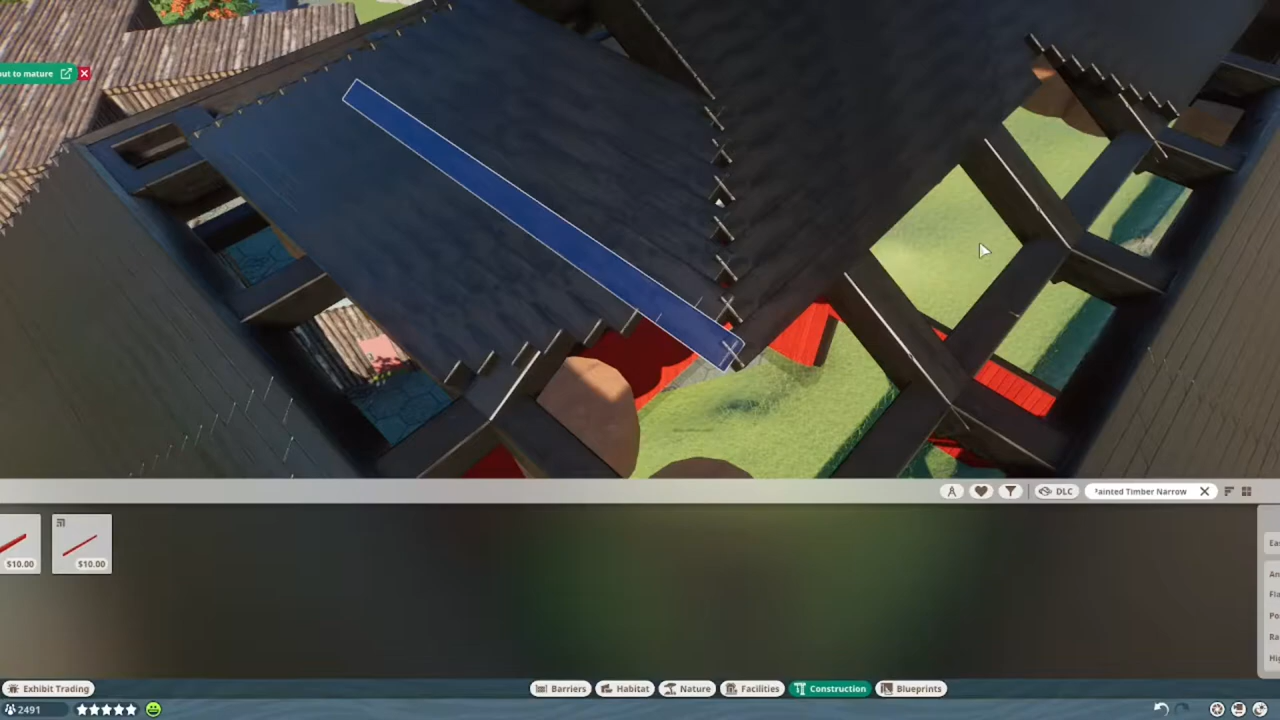 out to mature
DLC
Painted Timber Narrow
$10.00
$10.00
Exhibit Trading
Barriers
Habitat
Nature
Facilities
Construction
Blueprints
2491